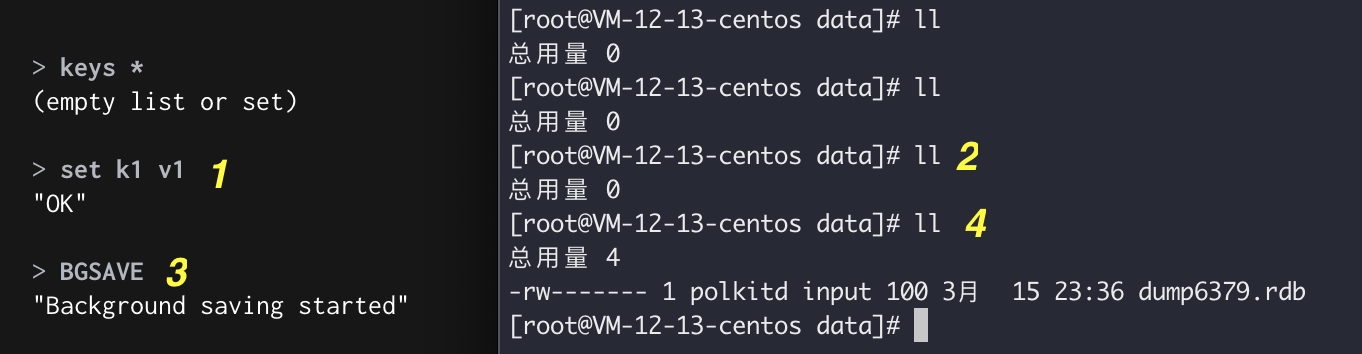 > keys *
(empty list or set)
> set k1 v1 1
"OK"
> BGSAVE 3
"Background saving started"
[root@VM-12-13-centos data]# ll
总用量 0
[root@VM-12-13-centos data]# ll
总用量 0
[root@VM-12-13-centos data]# ll 2
总用量 0
[root@VM-12-13-centos data]# ll 4
总用量 4
-rw------- 1 polkitd input 100 3月  15 23:36 dump6379.rdb
[root@VM-12-13-centos data]#